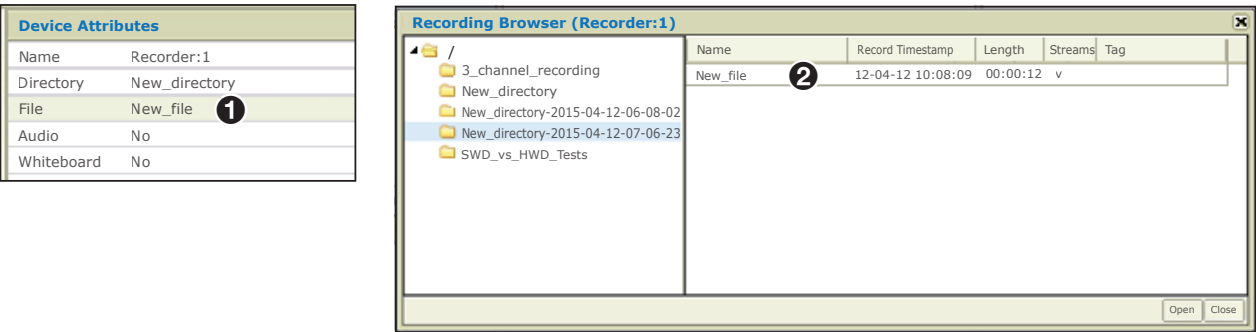 Device Attributes
Name Recorder:1
Directory New_directory
File New_file 1
Audio No
Whiteboard No
Recording Browser (Recorder:1)
/
3_channel_recording
New_directory
New_directory-2015-04-12-06-08-02
New_directory-2015-04-12-07-06-23
SWD_vs_HWD_Tests
Name Record Timestamp Length Streams Tag
New_file 2 12-04-12 10:08:09 00:00:12 v
Open Close